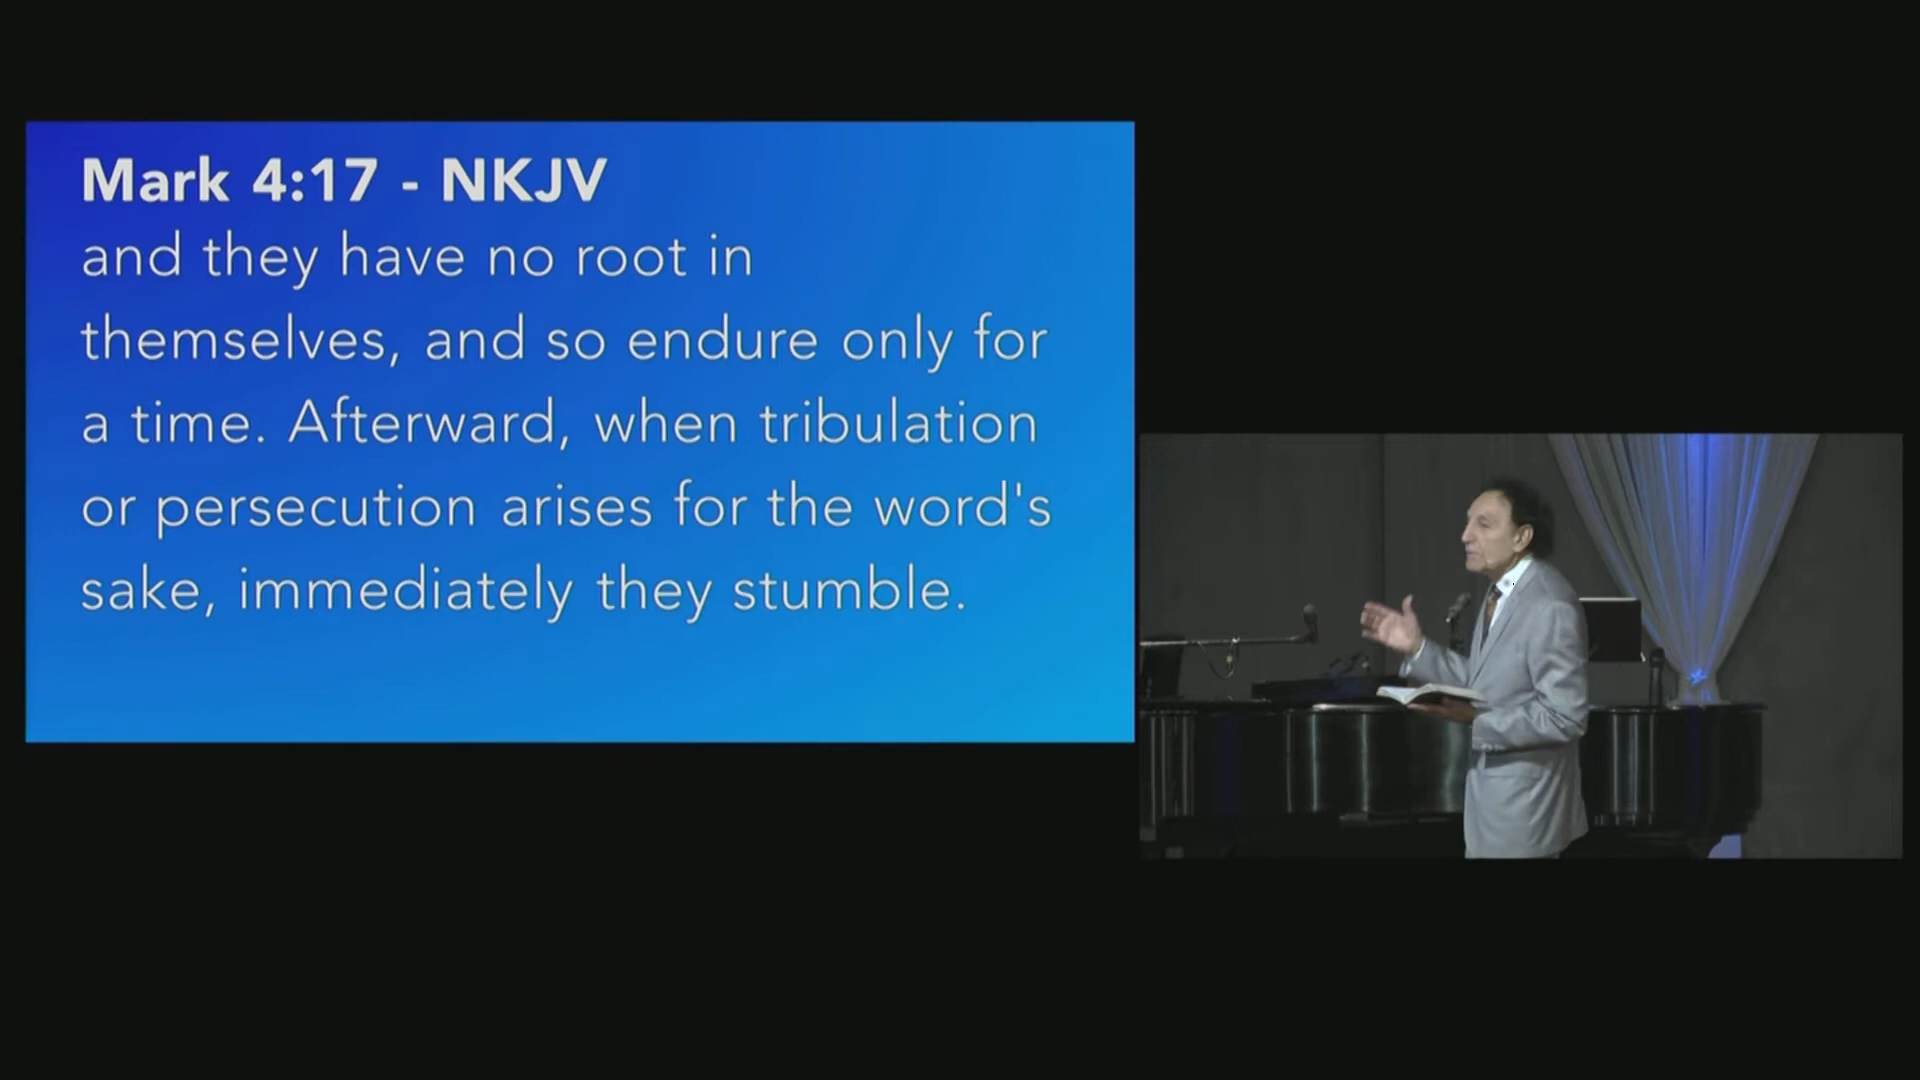 Mark 4:17 - NKJV
and they have no root in
themselves, and so endure only for
a time. Afterward, when tribulation
or persecution arises for the word's
sake, immediately they stumble.